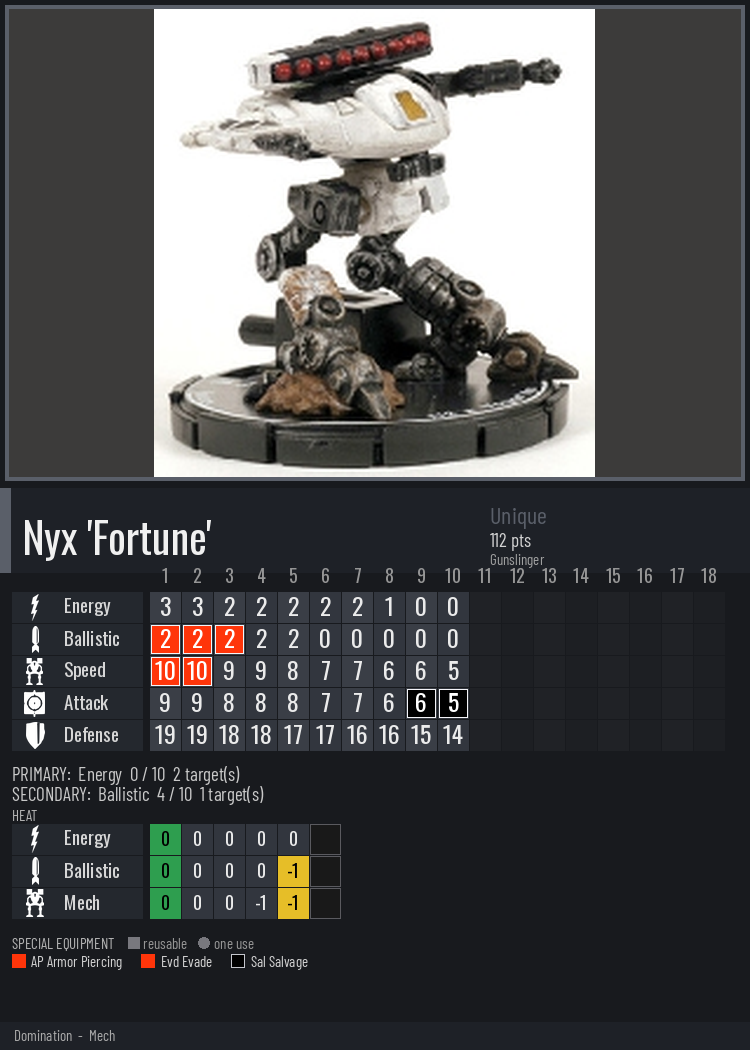 Nyx 'Fortune'
Unique
112 pts
Gunslinger
1 2 3 4 5 6 7 8 9 10 11 12 13 14 15 16 17 18
Energy 3 3 2 2 2 2 2 1 0 0
Ballistic 2 2 2 2 2 0 0 0 0 0
Speed 10 10 9 9 8 7 7 6 6 5
Attack 9 9 8 8 8 7 7 6 6 5
Defense 19 19 18 18 17 17 16 16 15 14
PRIMARY: Energy 0 / 10 2 target(s)
SECONDARY: Ballistic 4 / 10 1 target(s)
HEAT
Energy 0 0 0 0 0
Ballistic 0 0 0 0 -1
Mech 0 0 0 -1 -1
SPECIAL EQUIPMENT reusable one use
AP Armor Piercing Evd Evade Sal Salvage
Domination - Mech